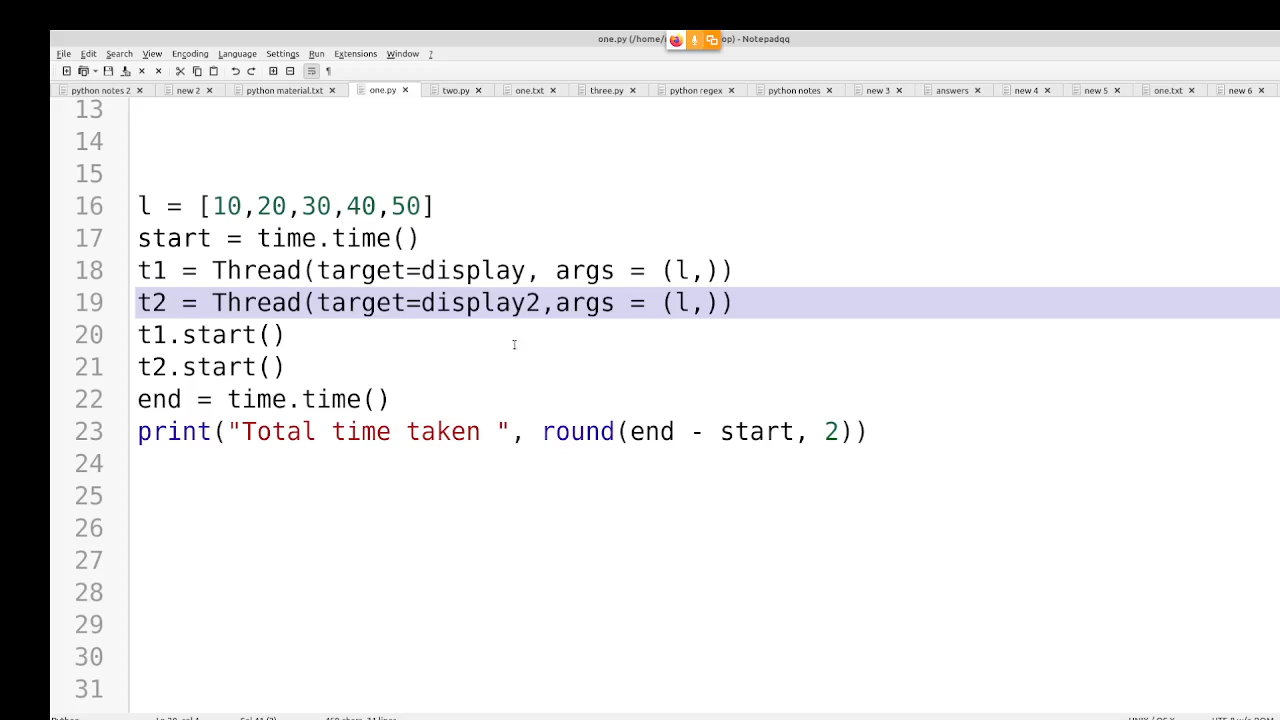 one.py (/home/ op) - Notepadqq
File Edit Search View Encoding Language Settings Run Extensions Window ?
python notes 2 new 2 python material.txt one.py two.py one.txt three.py python regex python notes new 3 answers new 4 new 5 one.txt new 6
13
14
15
16 l = [10,20,30,40,50]
17 start = time.time()
18 t1 = Thread(target=display, args = (l,))
19 t2 = Thread(target=display2,args = (l,))
20 t1.start()
21 t2.start()
22 end = time.time()
23 print("Total time taken ", round(end - start, 2))
24
25
26
27
28
29
30
31